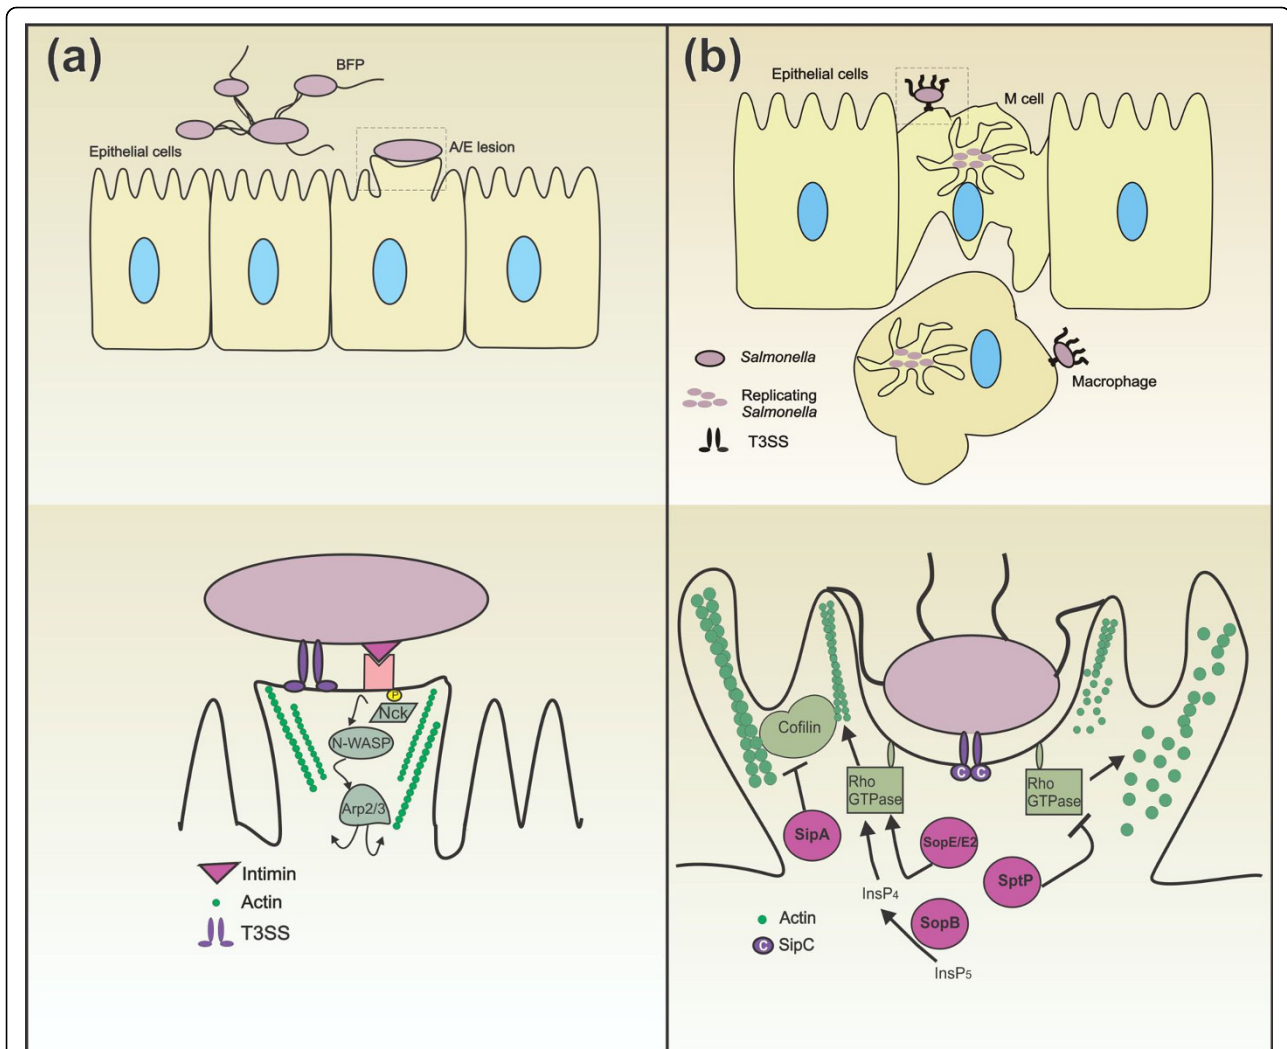 (a)
BFP
Epithelial cells
A/E lesion
P
Nck
N-WASP
Arp2/3
Intimin
Actin
T3SS
(b)
Epithelial cells
M cell
Salmonella
Replicating
Salmonella
T3SS
Macrophage
Cofilin
Rho
GTPase
C C
Rho
GTPase
SipA
SopE/E2
SptP
InsP4
SopB
InsP5
Actin
C SipC